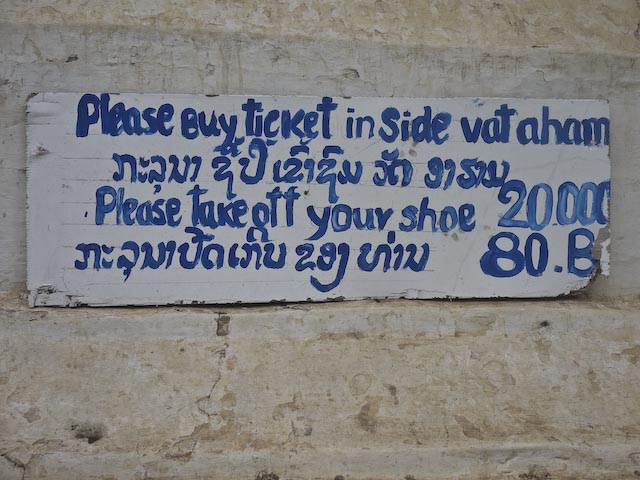 Please Buy ticket in side vat aham
ກະລຸນາ ຊື້ປີ້ ເຂົ້າຊົມ ວັດ ອາຮາມ
Please take off your shoe 20 000
ກະລຸນາປົດເກີບ ຂອງ ທ່ານ 80.B